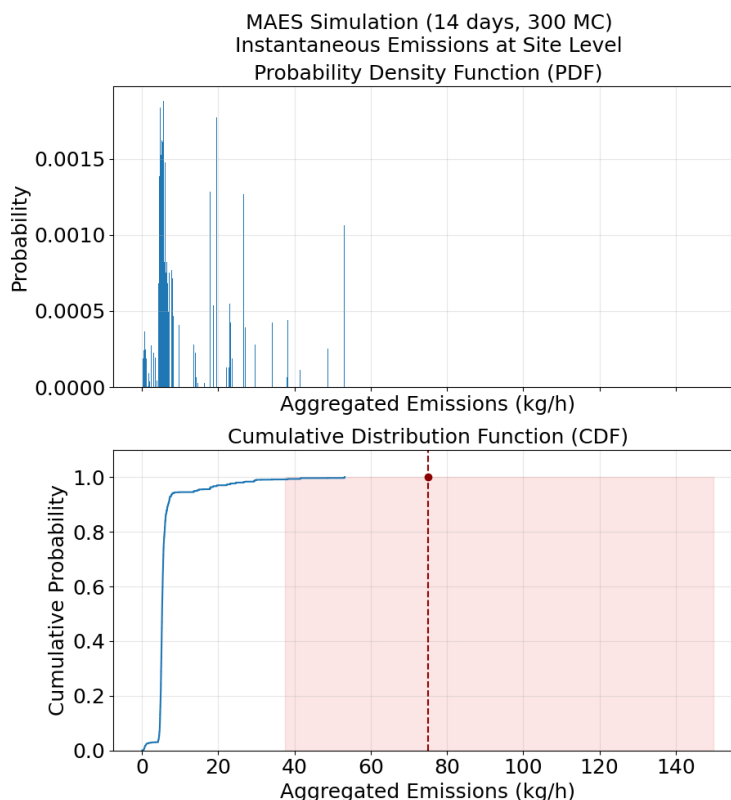 MAES Simulation (14 days, 300 MC)
Instantaneous Emissions at Site Level
Probability Density Function (PDF)
Probability
0.0015
0.0010
0.0005
0.0000
Aggregated Emissions (kg/h)
Cumulative Distribution Function (CDF)
Cumulative Probability
1.0
0.8
0.6
0.4
0.2
0.0
0 20 40 60 80 100 120 140
Aggregated Emissions (kg/h)